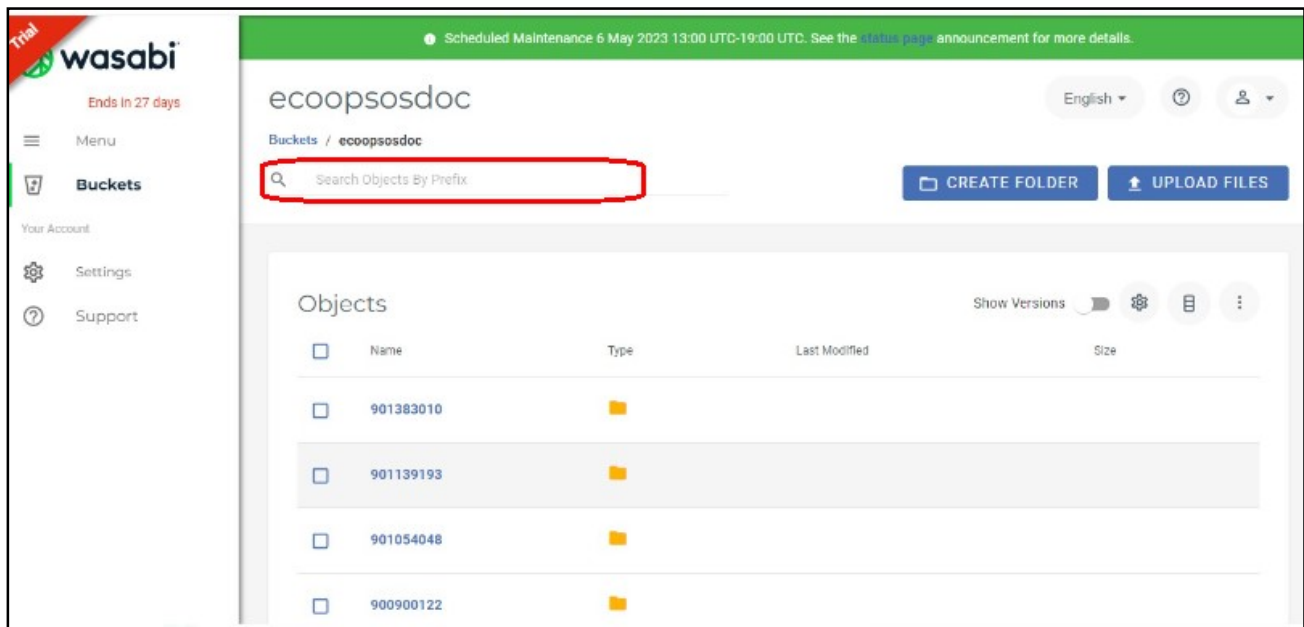 Trial
wasabi
Ends in 27 days
Menu
Buckets
Your Account
Settings
Support
Scheduled Maintenance 6 May 2023 13:00 UTC-19:00 UTC. See the status page announcement for more details.
ecoopsosdoc
English
Buckets / ecoopsosdoc
Search Objects By Prefix
CREATE FOLDER
UPLOAD FILES
Objects
Show Versions
Name Type Last Modified Size
901383010
901139193
901054048
900900122